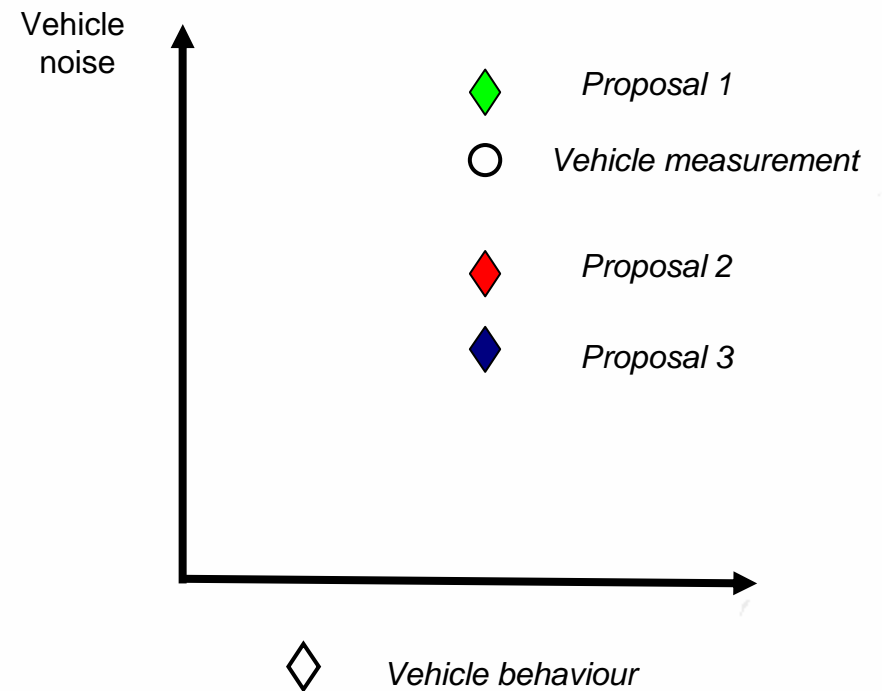 Vehicle
noise
Proposal 1
Vehicle measurement
Proposal 2
Proposal 3
Vehicle behaviour